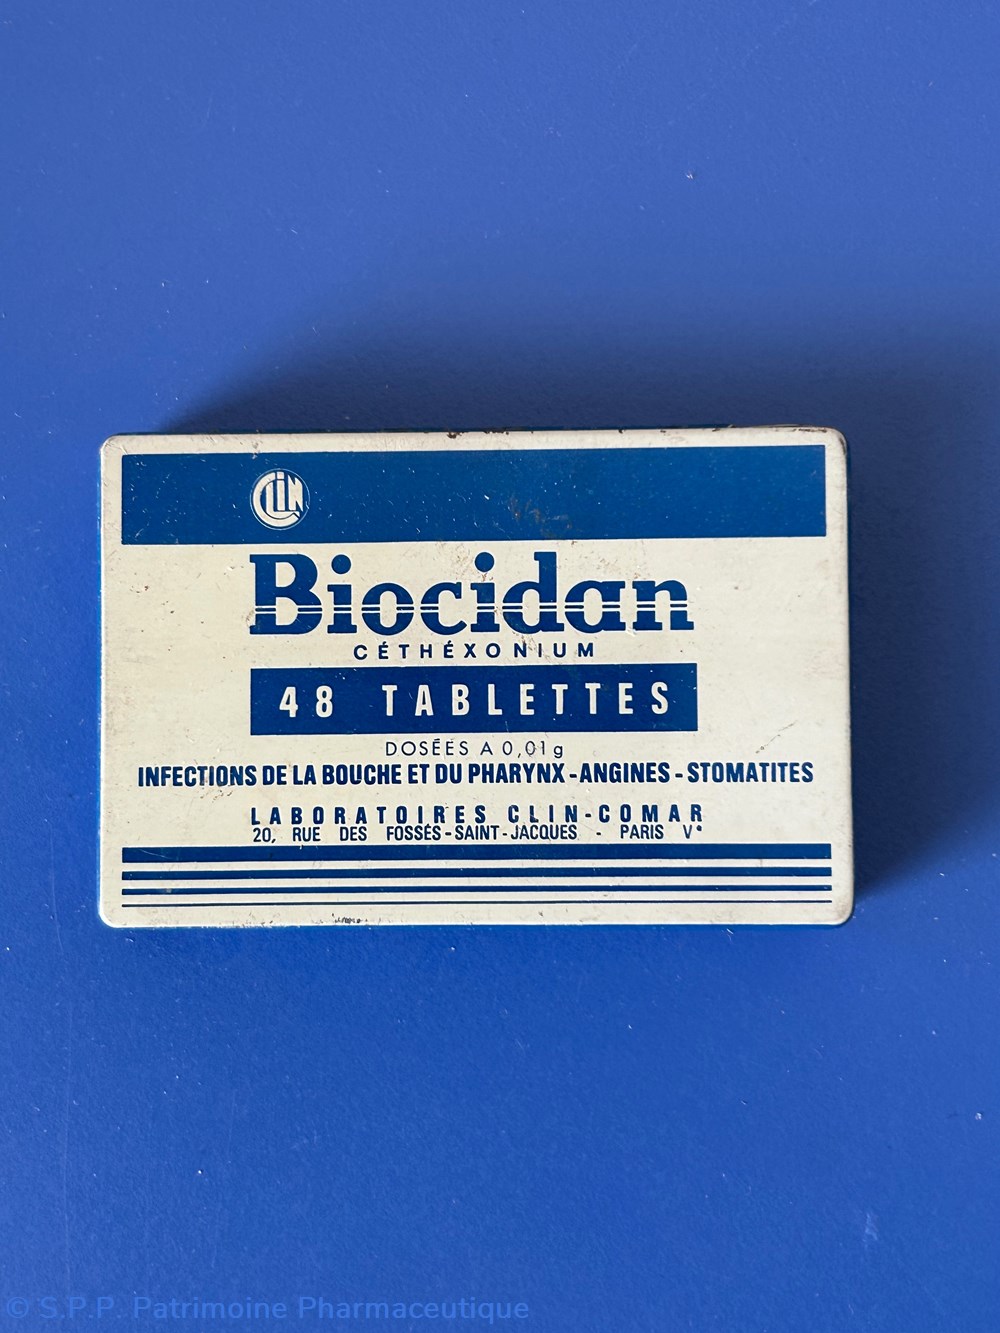 CLIN
Biocidan
CÉTHÉXONIUM
48 TABLETTES
DOSÉES A 0,01g
INFECTIONS DE LA BOUCHE ET DU PHARYNX - ANGINES - STOMATITES
LABORATOIRES CLIN-COMAR
20, RUE DES FOSSÉS-SAINT-JACQUES - PARIS V•
© S.P.P. Patrimoine Pharmaceutique